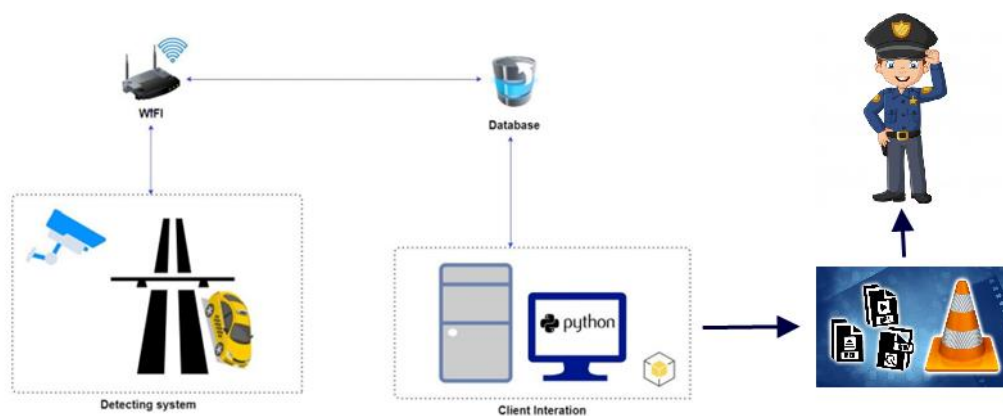 WIFI
Database
python
Detecting system
Client Interation